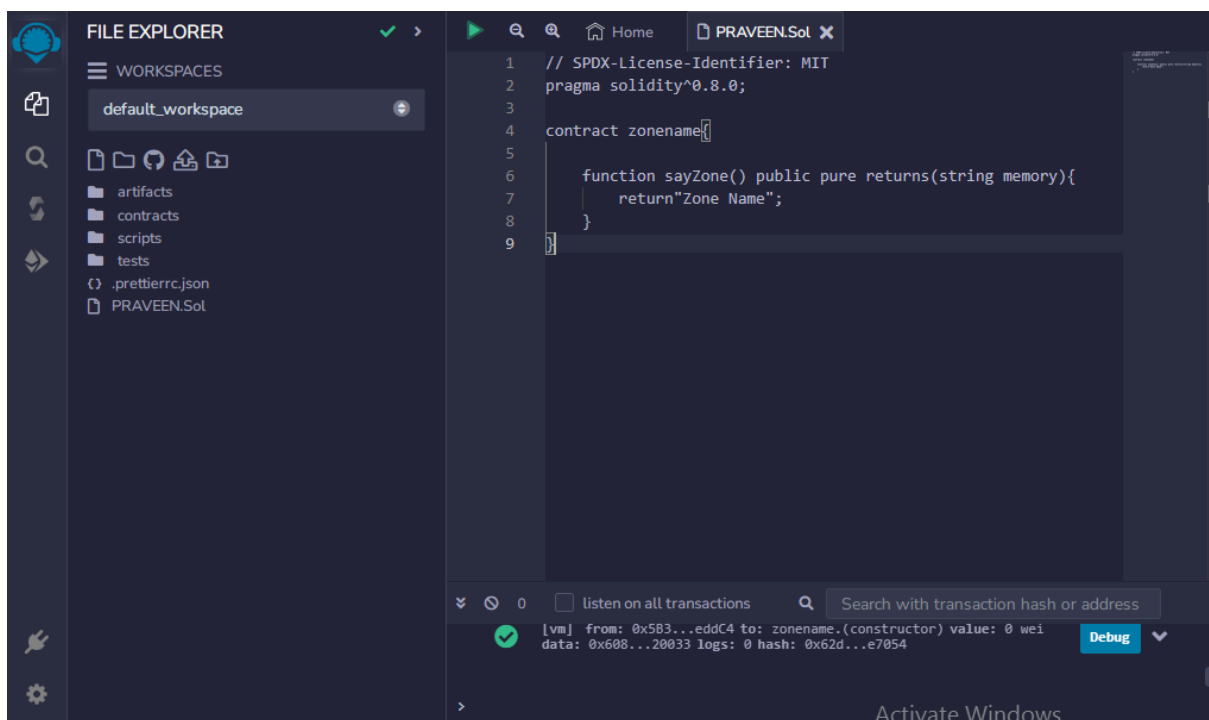 FILE EXPLORER
WORKSPACES
default_workspace
artifacts
contracts
scripts
tests
{} .prettierrc.json
PRAVEEN.Sol
Home
PRAVEEN.Sol
1 // SPDX-License-Identifier: MIT
2 pragma solidity^0.8.0;
3
4 contract zonename{
5
6 function sayZone() public pure returns(string memory){
7 return"Zone Name";
8 }
9 }
0
listen on all transactions
Search with transaction hash or address
[vm] from: 0x5B3...eddC4 to: zonename.(constructor) value: 0 wei
data: 0x608...20033 logs: 0 hash: 0x62d...e7054
Debug
>
Activate Windows